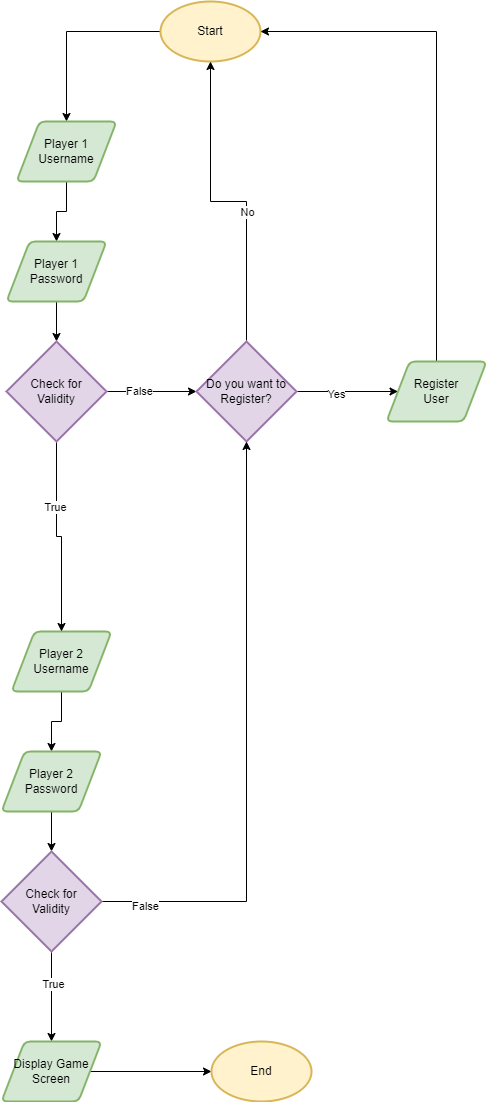 Start
Player 1
Username
No
Player 1
Password
Check for
Validity
False
Do you want to
Register?
Yes
Register
User
True
Player 2
Username
Player 2
Password
Check for
Validity
False
True
Display Game
Screen
End